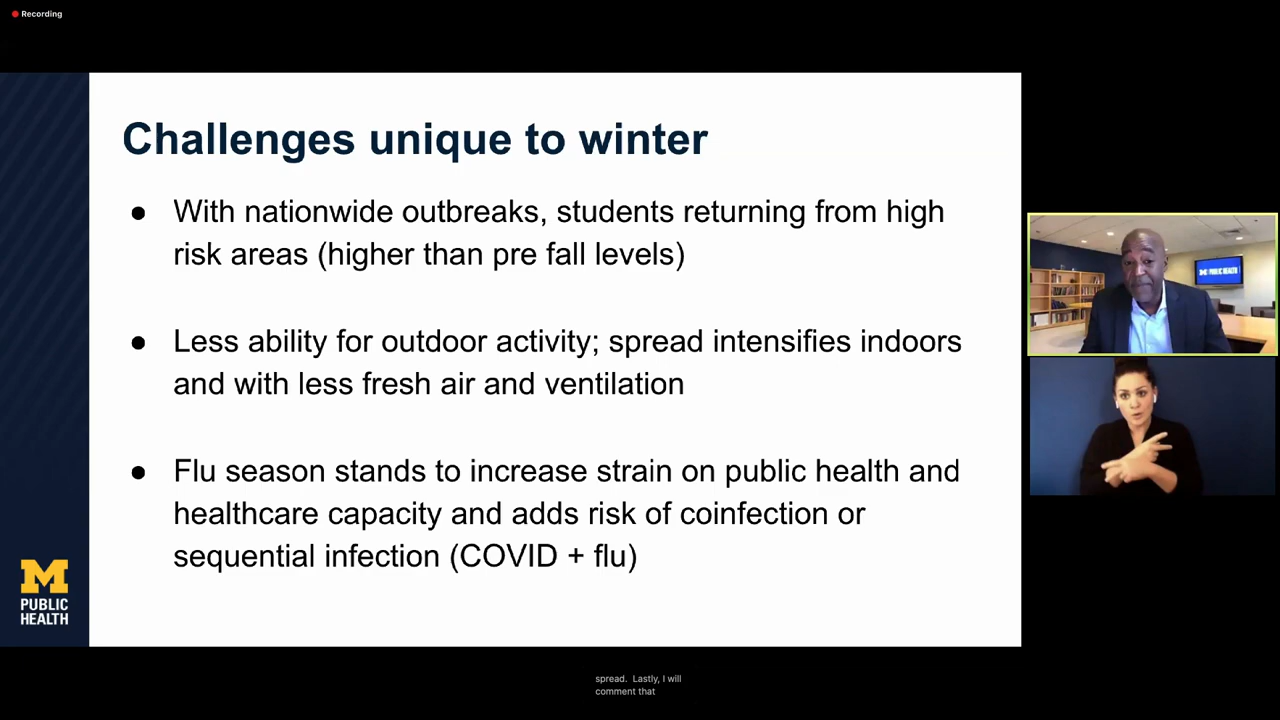 Recording
Challenges unique to winter
● With nationwide outbreaks, students returning from high
risk areas (higher than pre fall levels)
● Less ability for outdoor activity; spread intensifies indoors
and with less fresh air and ventilation
● Flu season stands to increase strain on public health and
healthcare capacity and adds risk of coinfection or
sequential infection (COVID + flu)
M
PUBLIC
HEALTH
M PUBLIC HEALTH
spread. Lastly, I will
comment that